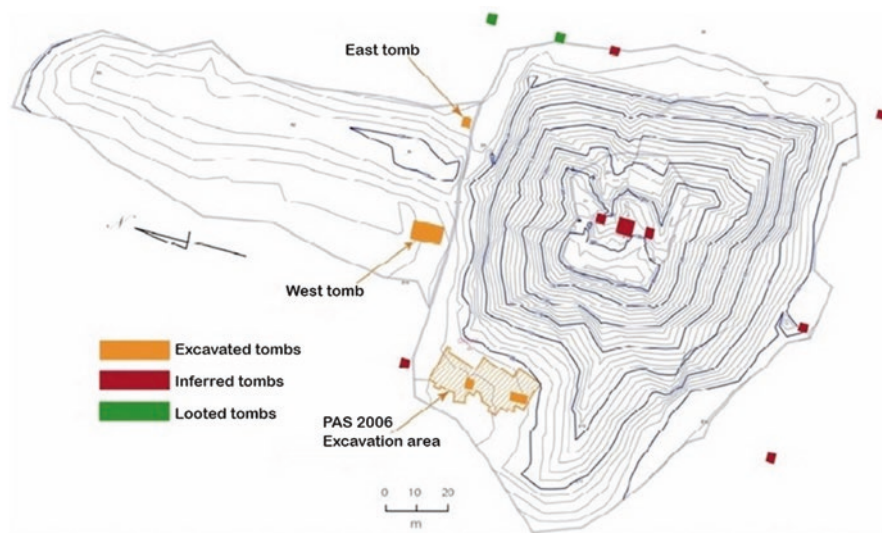 East tomb
West tomb
Excavated tombs
Inferred tombs
Looted tombs
PAS 2006
Excavation area
N
0 10 20
m